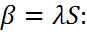 β = λS: